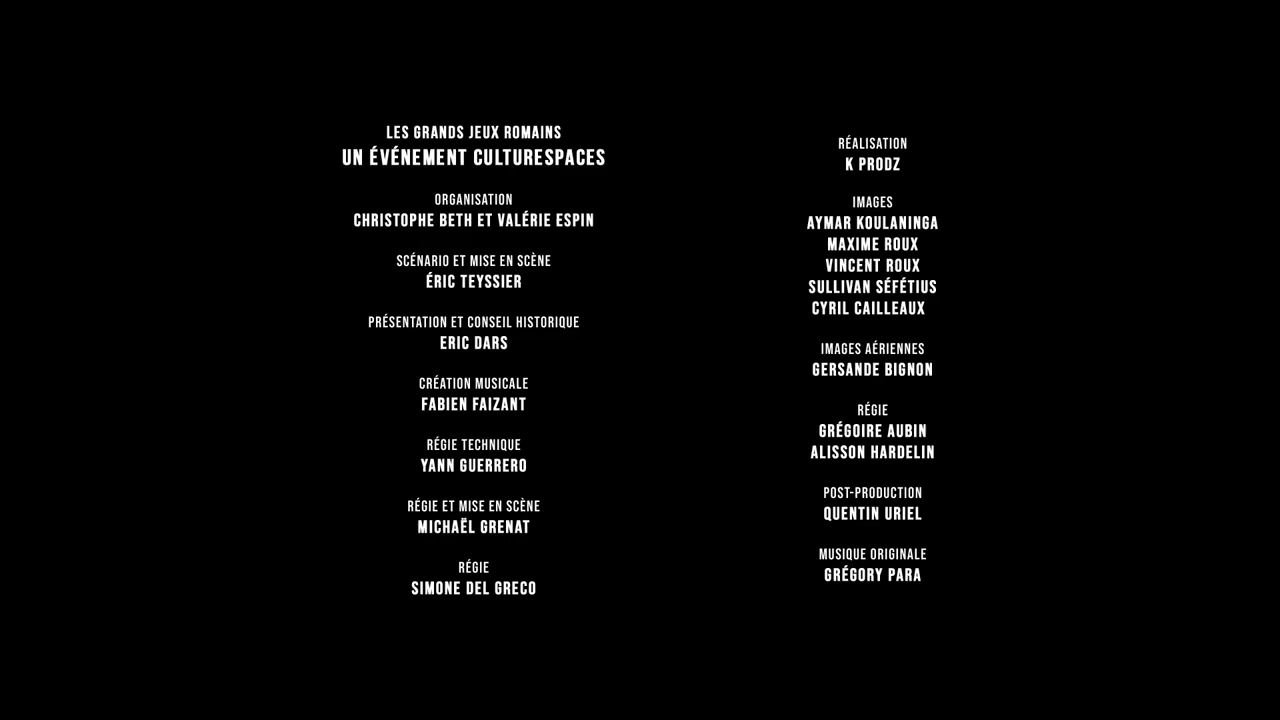 LES GRANDS JEUX ROMAINS
UN ÉVÉNEMENT CULTURESPACES
ORGANISATION
CHRISTOPHE BETH ET VALÉRIE ESPIN
SCÉNARIO ET MISE EN SCÈNE
ÉRIC TEYSSIER
PRÉSENTATION ET CONSEIL HISTORIQUE
ERIC DARS
CRÉATION MUSICALE
FABIEN FAIZANT
RÉGIE TECHNIQUE
YANN GUERRERO
RÉGIE ET MISE EN SCÈNE
MICHAËL GRENAT
RÉGIE
SIMONE DEL GRECO
RÉALISATION
K PRODZ
IMAGES
AYMAR KOULANINGA
MAXIME ROUX
VINCENT ROUX
SULLIVAN SÉFÉTIUS
CYRIL CAILLEAUX
IMAGES AÉRIENNES
GERSANDE BIGNON
RÉGIE
GRÉGOIRE AUBIN
ALISSON HARDELIN
POST-PRODUCTION
QUENTIN URIEL
MUSIQUE ORIGINALE
GRÉGORY PARA